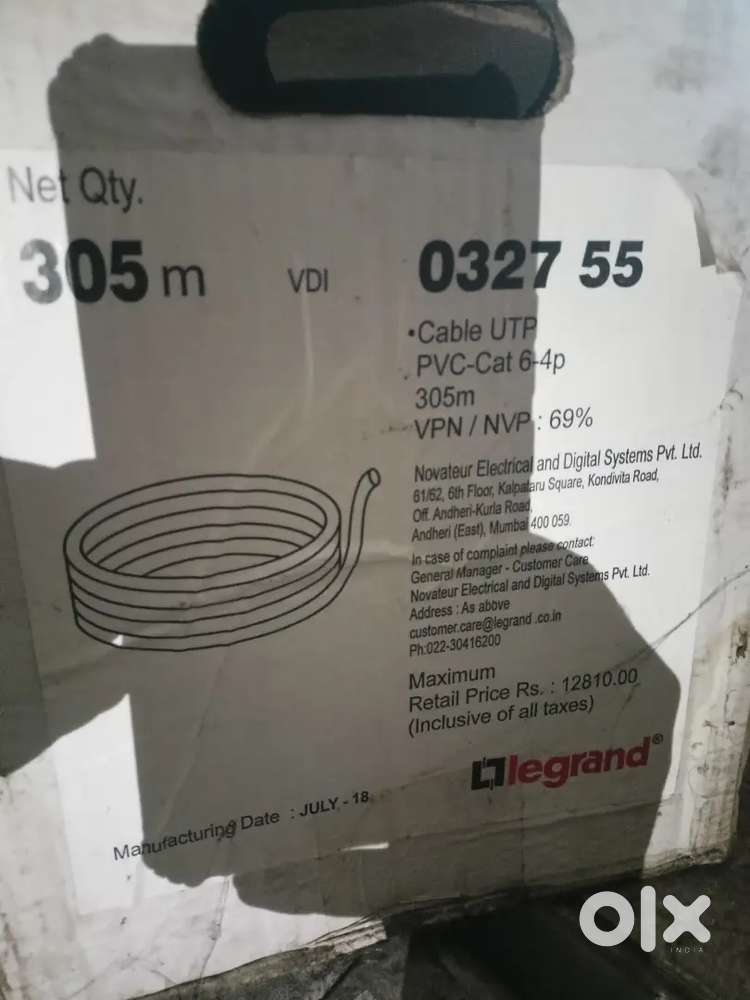 Net Qty.
305 m
VDI
0327 55
•Cable UTP
PVC-Cat 6-4p
305m
VPN / NVP : 69%
Novateur Electrical and Digital Systems Pvt. Ltd.
61/62, 6th Floor, Kalpataru Square, Kondivita Road,
Off. Andheri-Kurla Road,
Andheri (East), Mumbai 400 059.
In case of complaint please contact:
General Manager - Customer Care
Novateur Electrical and Digital Systems Pvt. Ltd.
Address : As above
customer.care@legrand .co.in
Ph:022-30416200
Maximum
Retail Price Rs. : 12810.00
(Inclusive of all taxes)
legrand®
Manufacturing Date : JULY - 18
olx
INDIA